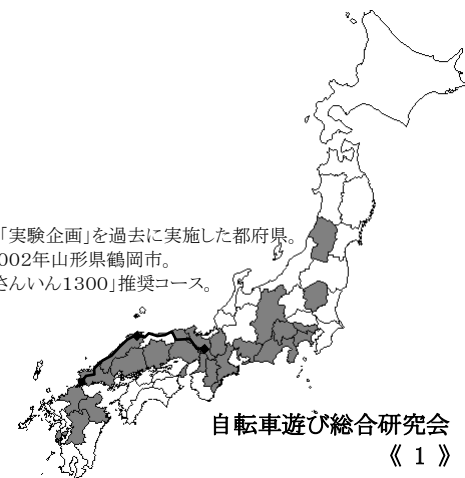 「実験企画」を過去に実施した都府県。
002年山形県鶴岡市。
さんいん1300」推奨コース。
自転車遊び総合研究会
《 1 》